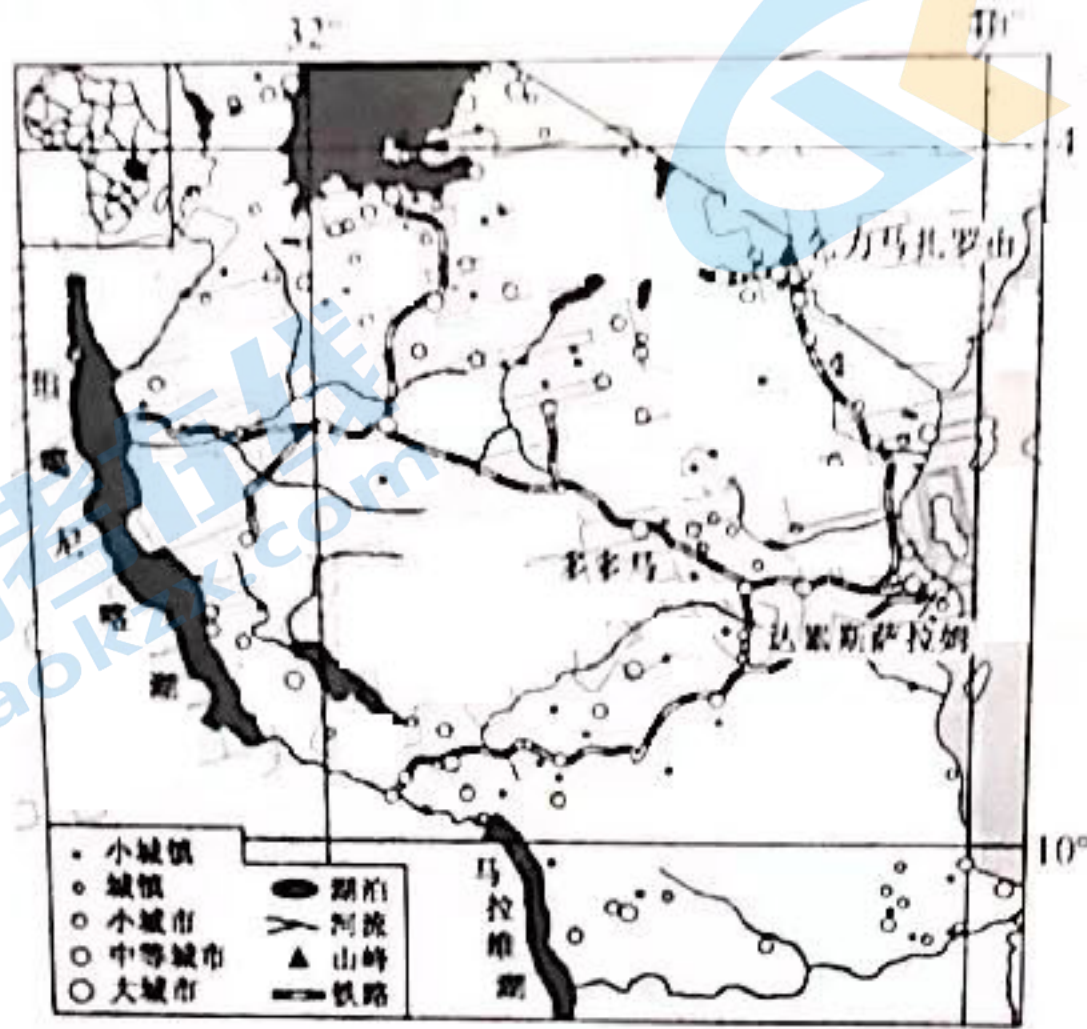 32°
乞力马扎罗山
坦
噶
尼
喀
湖
多多马
达累斯萨拉姆
10°
马
拉
维
湖
小城镇
城镇
小城市
中等城市
大城市
湖泊
河流
山峰
铁路